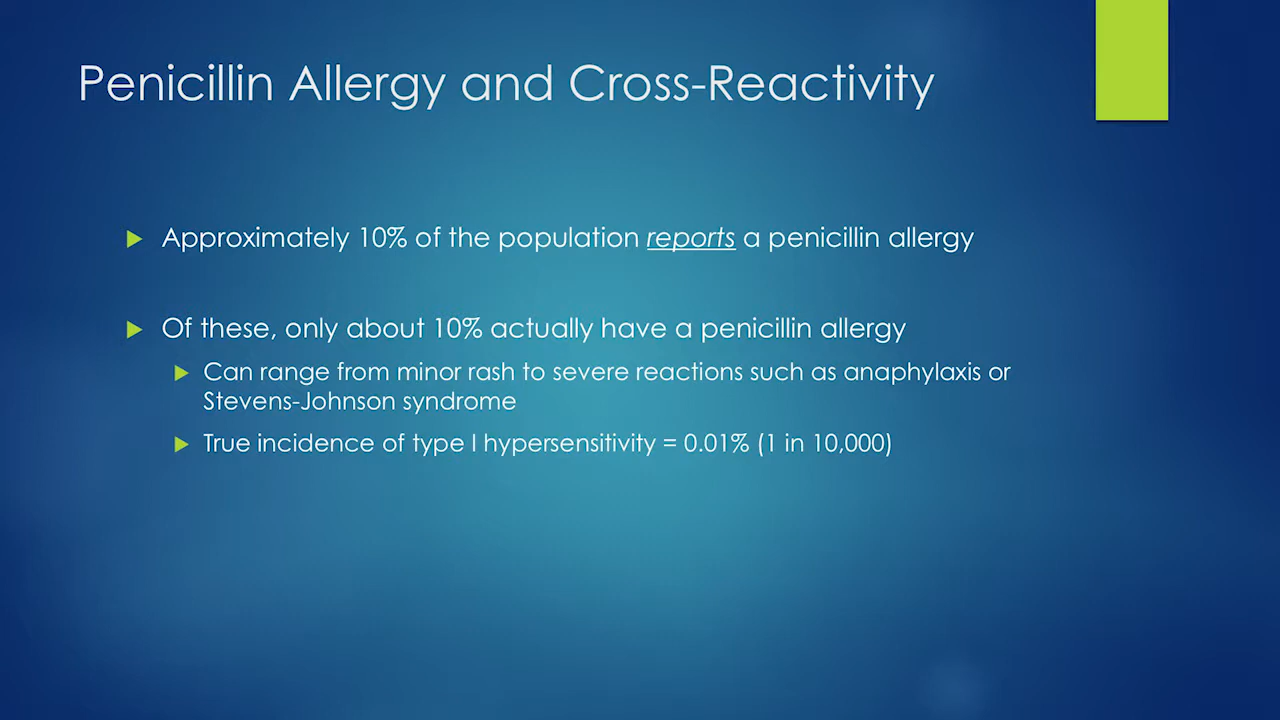 Penicillin Allergy and Cross-Reactivity
Approximately 10% of the population reports a penicillin allergy
Of these, only about 10% actually have a penicillin allergy
Can range from minor rash to severe reactions such as anaphylaxis or
Stevens-Johnson syndrome
True incidence of type I hypersensitivity = 0.01% (1 in 10,000)